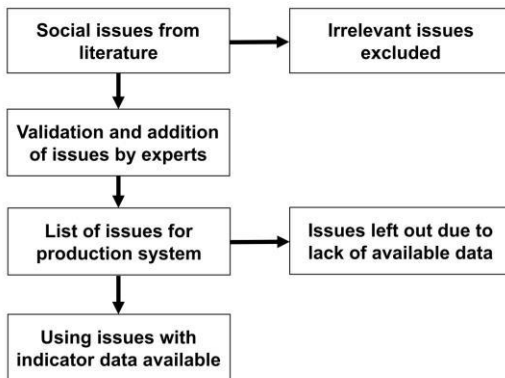 Social issues from
literature
Irrelevant issues
excluded
Validation and addition
of issues by experts
List of issues for
production system
Issues left out due to
lack of available data
Using issues with
indicator data available